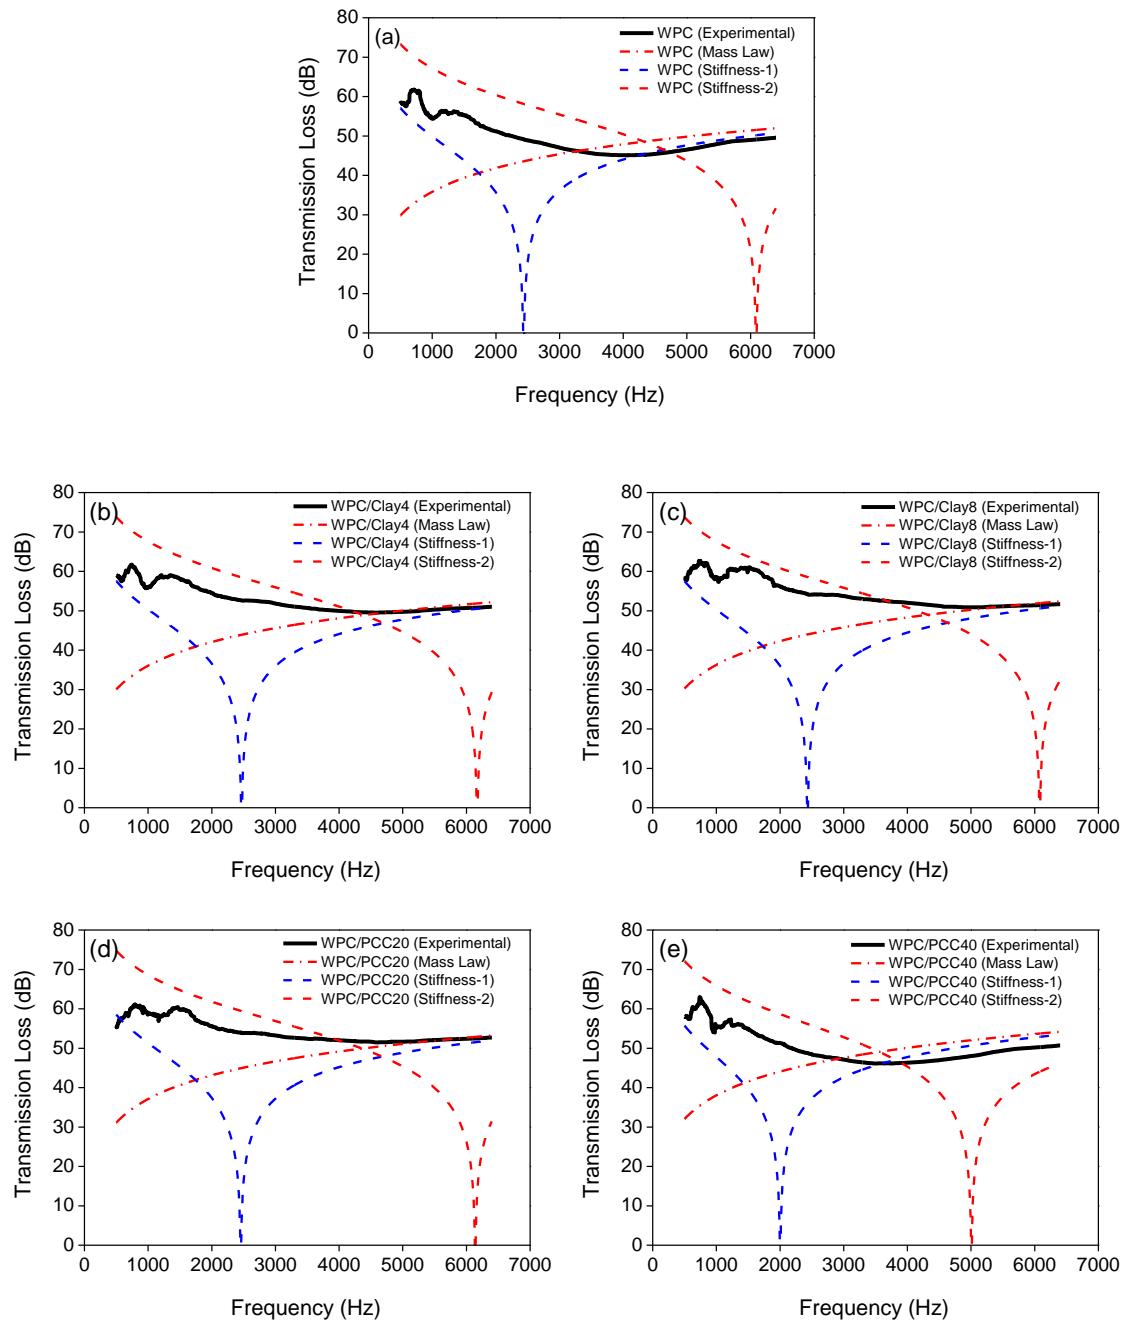 (a)
WPC (Experimental)
WPC (Mass Law)
WPC (Stiffness-1)
WPC (Stiffness-2)
80
70
60
50
40
30
20
10
0
Transmission Loss (dB)
0 1000 2000 3000 4000 5000 6000 7000
Frequency (Hz)
(b)
WPC/Clay4 (Experimental)
WPC/Clay4 (Mass Law)
WPC/Clay4 (Stiffness-1)
WPC/Clay4 (Stiffness-2)
80
70
60
50
40
30
20
10
0
Transmission Loss (dB)
0 1000 2000 3000 4000 5000 6000 7000
Frequency (Hz)
(c)
WPC/Clay8 (Experimental)
WPC/Clay8 (Mass Law)
WPC/Clay8 (Stiffness-1)
WPC/Clay8 (Stiffness-2)
80
70
60
50
40
30
20
10
0
Transmission Loss (dB)
0 1000 2000 3000 4000 5000 6000 7000
Frequency (Hz)
(d)
WPC/PCC20 (Experimental)
WPC/PCC20 (Mass Law)
WPC/PCC20 (Stiffness-1)
WPC/PCC20 (Stiffness-2)
80
70
60
50
40
30
20
10
0
Transmission Loss (dB)
0 1000 2000 3000 4000 5000 6000 7000
Frequency (Hz)
(e)
WPC/PCC40 (Experimental)
WPC/PCC40 (Mass Law)
WPC/PCC40 (Stiffness-1)
WPC/PCC40 (Stiffness-2)
80
70
60
50
40
30
20
10
0
Transmission Loss (dB)
0 1000 2000 3000 4000 5000 6000 7000
Frequency (Hz)